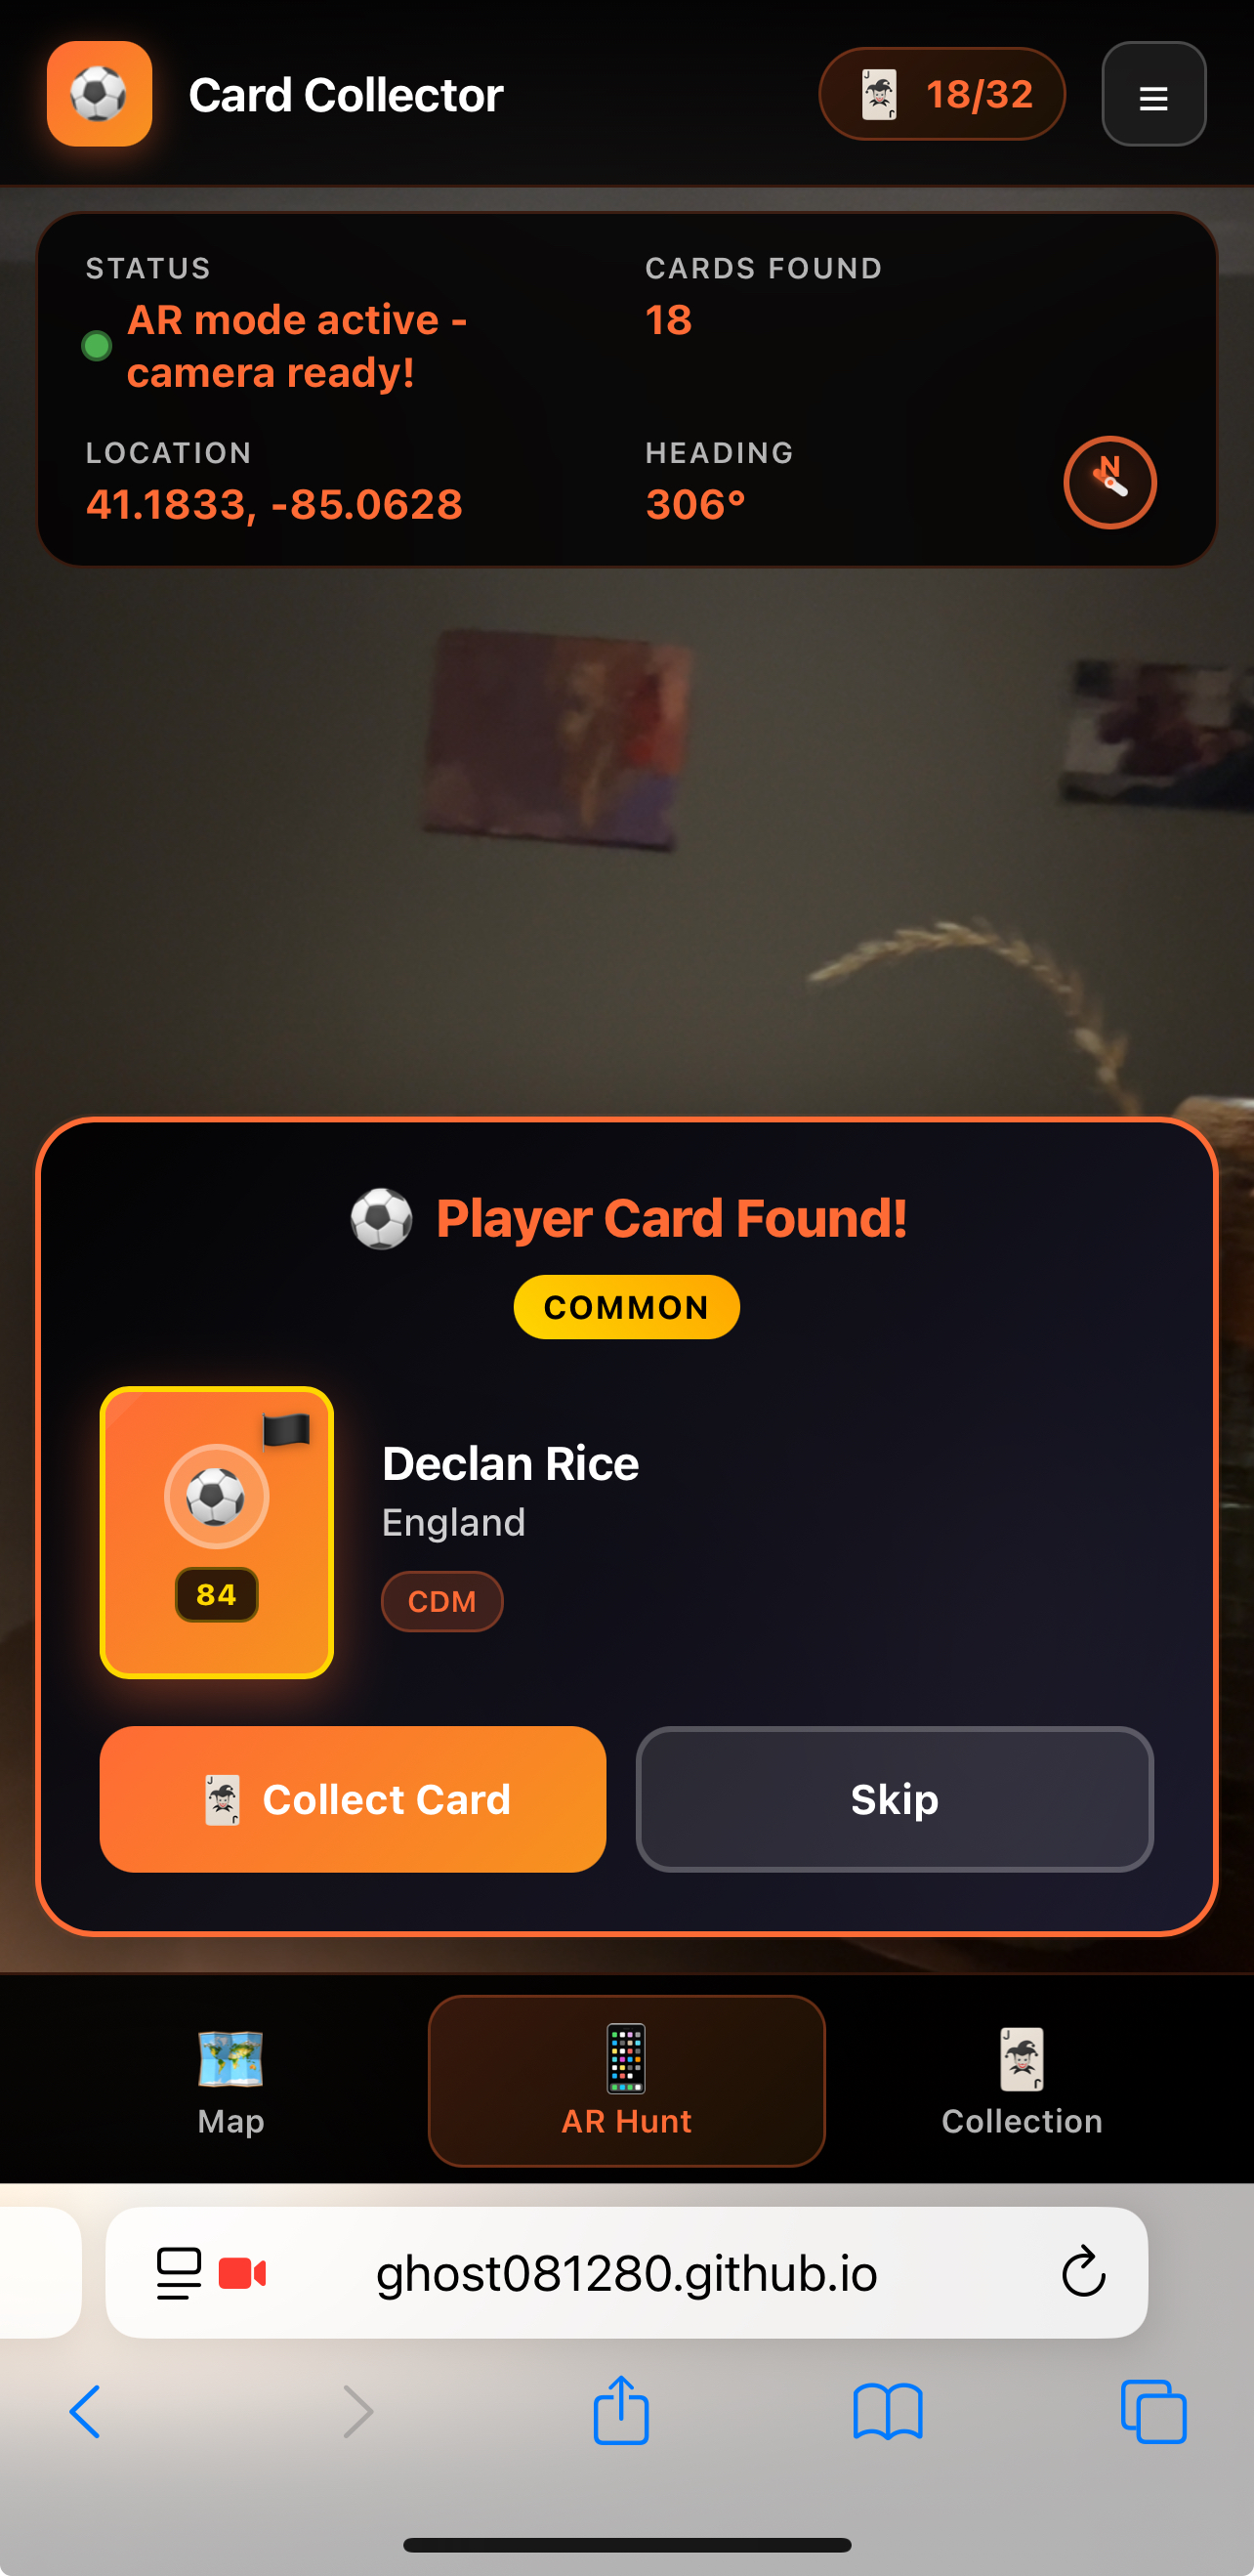 Card Collector
18/32
STATUS
CARDS FOUND
AR mode active -
camera ready!
18
LOCATION
HEADING
41.1833, -85.0628
306°
N
Player Card Found!
COMMON
Declan Rice
England
84
CDM
Collect Card
Skip
Map
AR Hunt
Collection
ghost081280.github.io